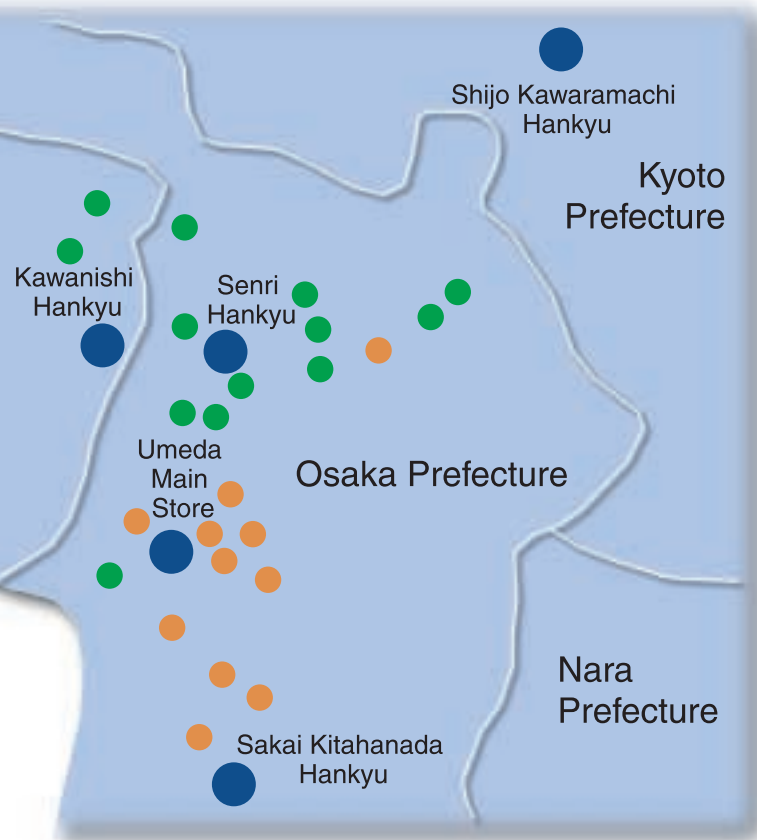 Shijo Kawaramachi
Hankyu
Kyoto
Prefecture
Kawanishi
Hankyu
Senri
Hankyu
Umeda
Main
Store
Osaka Prefecture
Nara
Prefecture
Sakai Kitahanada
Hankyu